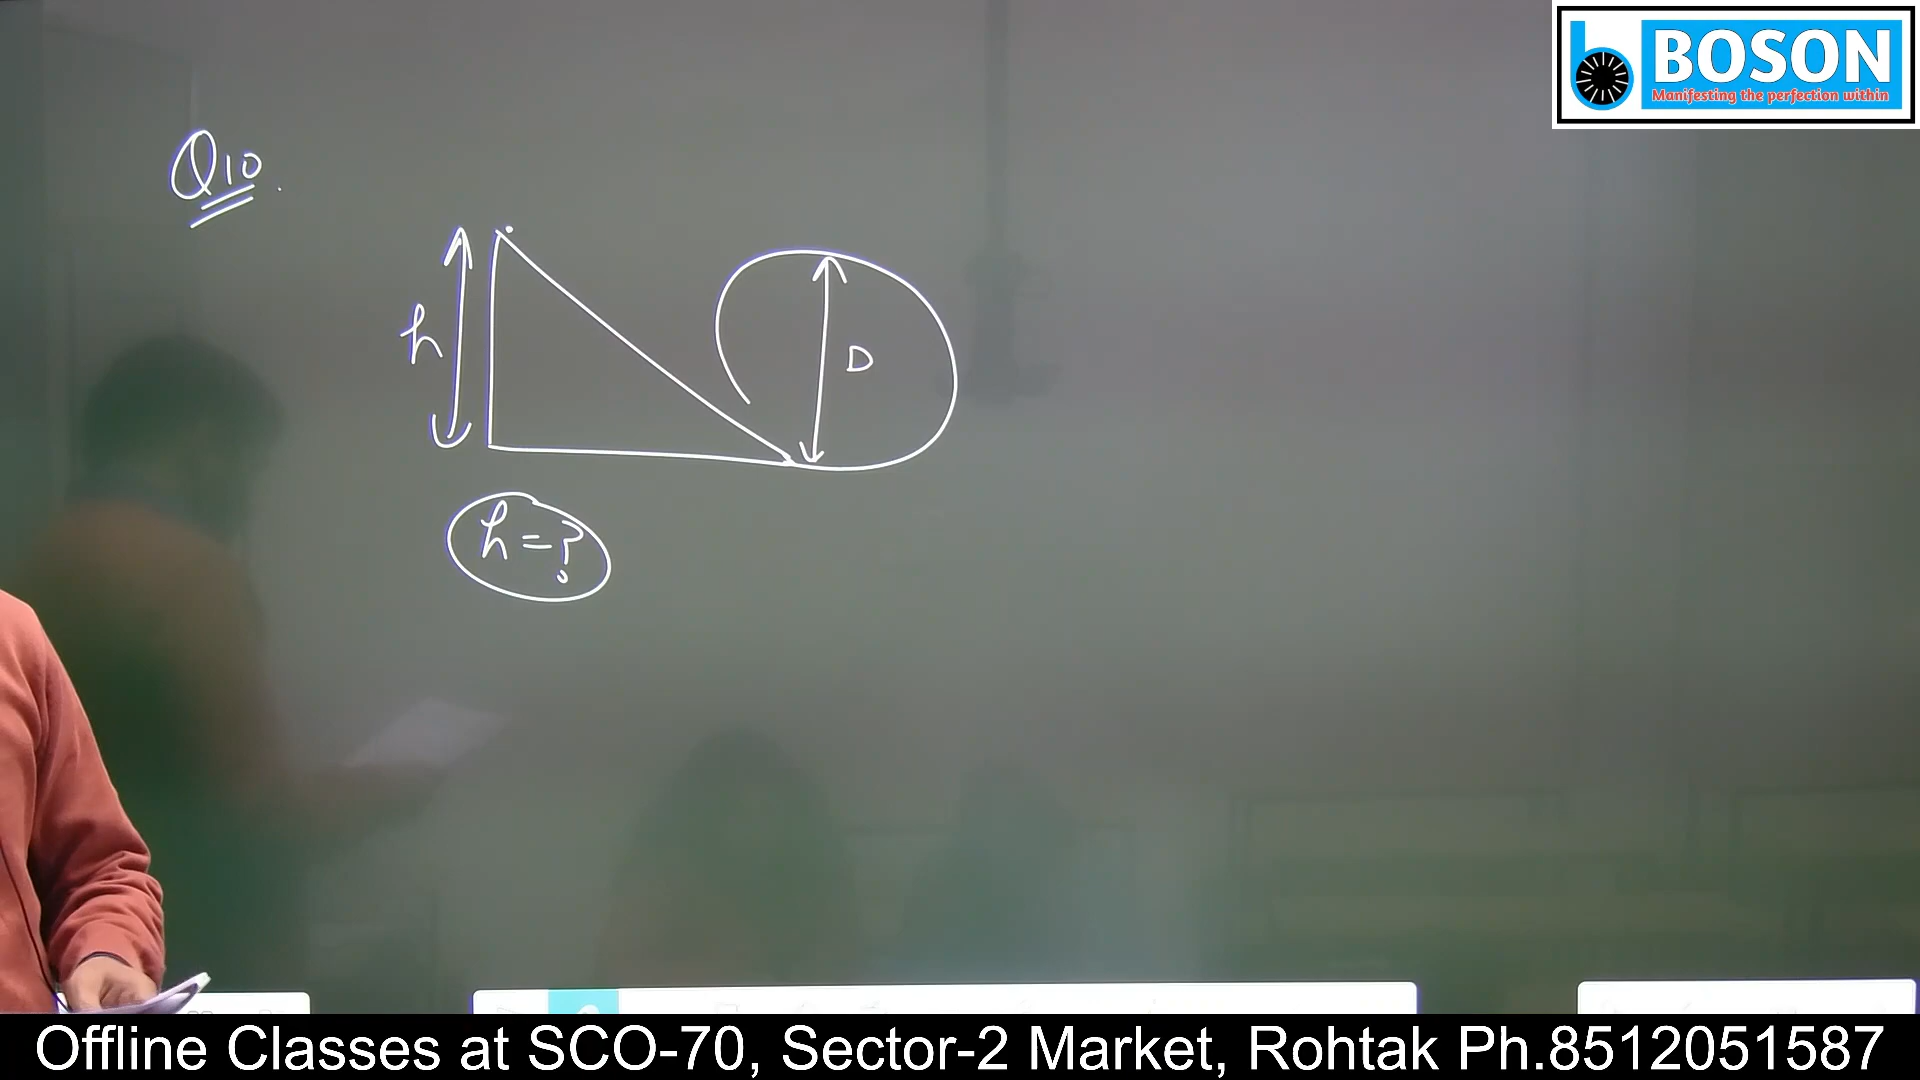 BOSON
Manifesting the perfection within
Q10.
h
D
h=?
Offline Classes at SCO-70, Sector-2 Market, Rohtak Ph.8512051587